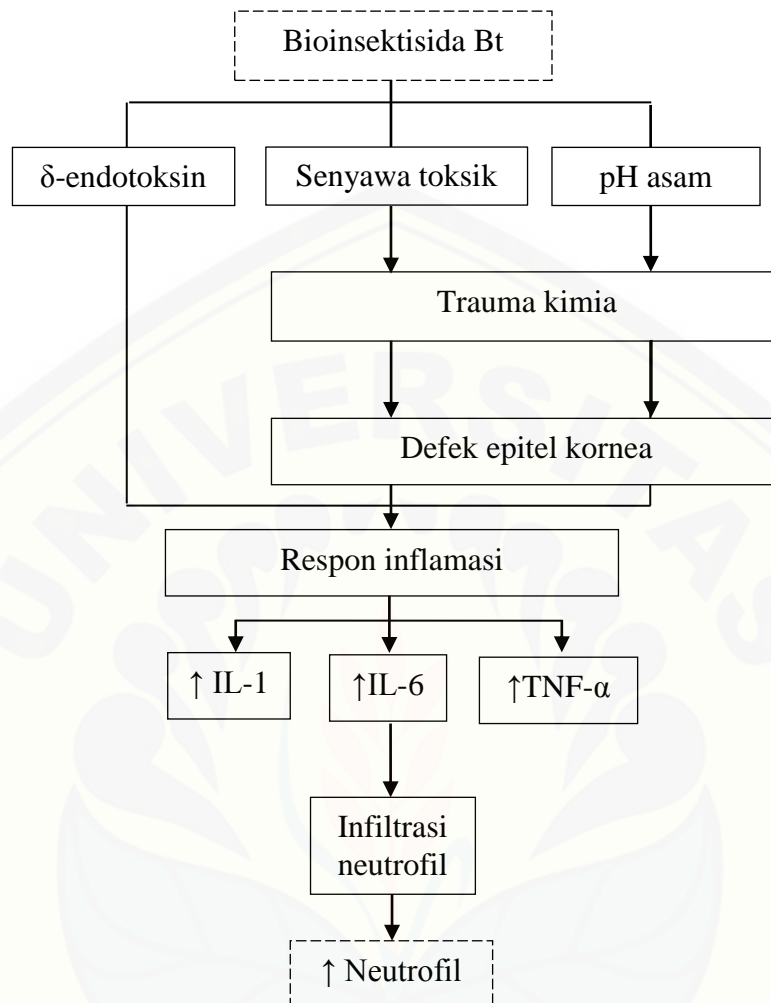 Bioinsektisida Bt
δ-endotoksin
Senyawa toksik
pH asam
Trauma kimia
Defek epitel kornea
Respon inflamasi
↑ IL-1
↑IL-6
↑TNF-α
Infiltrasi
neutrofil
↑ Neutrofil
UNIVERSITAS